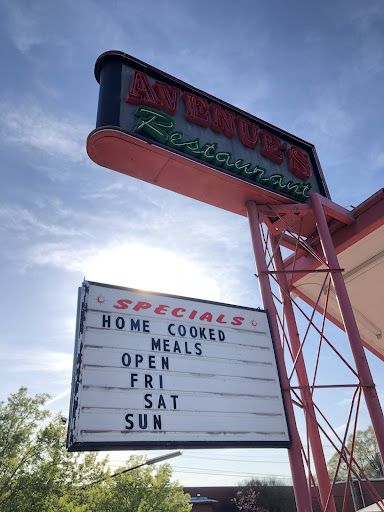 AVENUE'S
Restaurant
SPECIALS
HOME COOKED
MEALS
OPEN
FRI
SAT
SUN